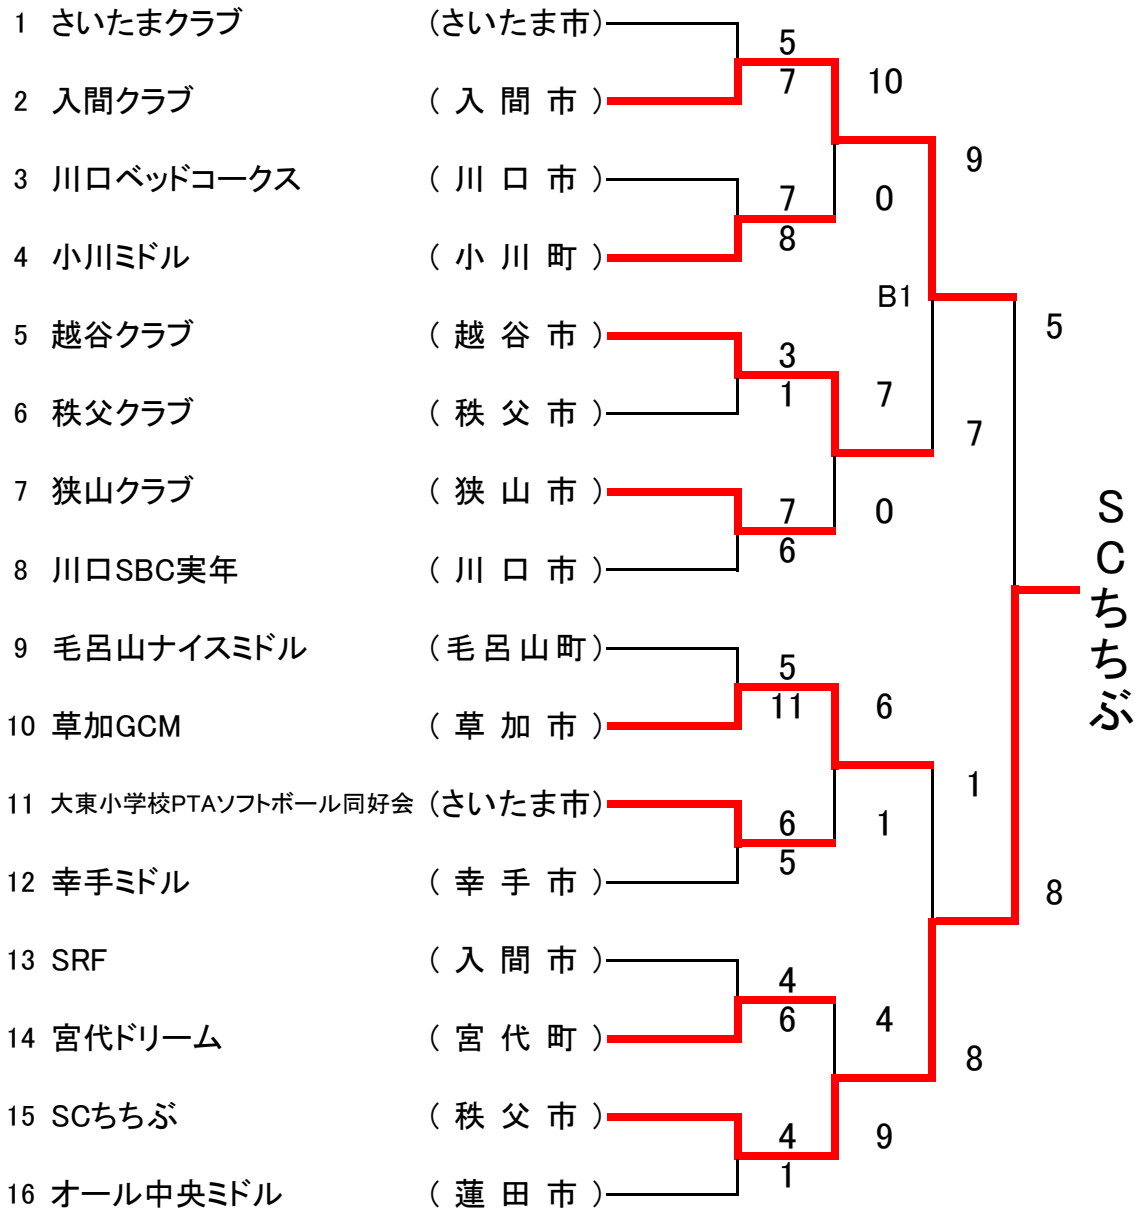 1 さいたまクラブ (さいたま市)
2 入間クラブ ( 入 間 市 )
3 川口ベッドコークス ( 川 口 市 )
4 小川ミドル ( 小 川 町 )
5 越谷クラブ ( 越 谷 市 )
6 秩父クラブ ( 秩 父 市 )
7 狭山クラブ ( 狭 山 市 )
8 川口SBC実年 ( 川 口 市 )
9 毛呂山ナイスミドル (毛呂山町)
10 草加GCM ( 草 加 市 )
11 大東小学校PTAソフトボール同好会 (さいたま市)
12 幸手ミドル ( 幸 手 市 )
13 SRF ( 入 間 市 )
14 宮代ドリーム ( 宮 代 町 )
15 SCちちぶ ( 秩 父 市 )
16 オール中央ミドル ( 蓮 田 市 )
5
7
7
8
3
1
7
6
5
11
6
5
4
6
4
1
10
0
B1
7
0
6
1
4
9
9
7
1
8
5
8
SCちちぶ